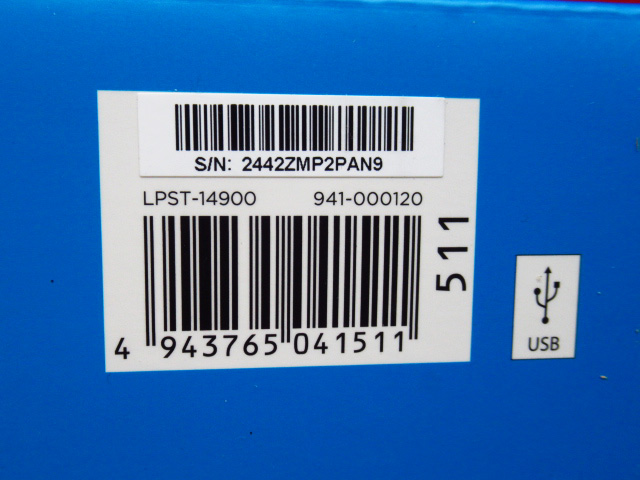 S/N: 2442ZMP2PAN9
LPST-14900 941-000120
511
4 943765 041511
USB